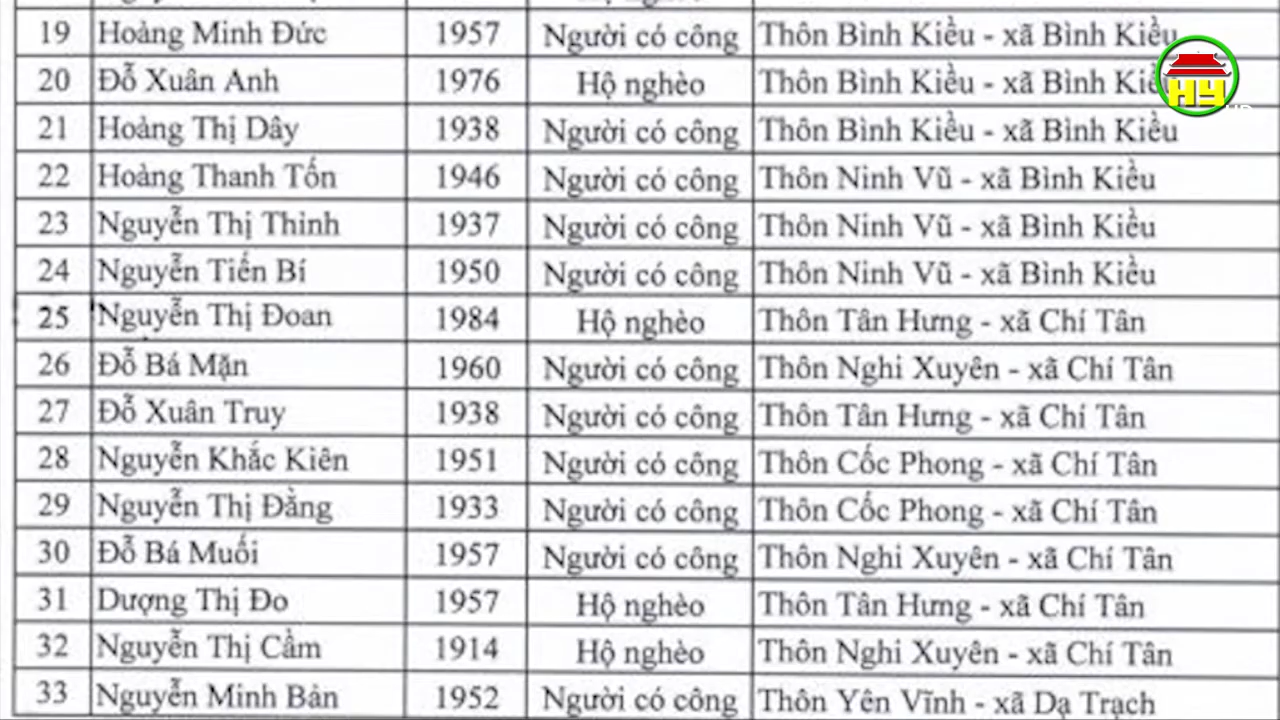 19 Hoàng Minh Đức 1957 Người có công Thôn Bình Kiều - xã Bình Kiều
20 Đỗ Xuân Anh 1976 Hộ nghèo Thôn Bình Kiều - xã Bình Kiều
21 Hoàng Thị Dây 1938 Người có công Thôn Bình Kiều - xã Bình Kiều
22 Hoàng Thanh Tốn 1946 Người có công Thôn Ninh Vũ - xã Bình Kiều
23 Nguyễn Thị Thinh 1937 Người có công Thôn Ninh Vũ - xã Bình Kiều
24 Nguyễn Tiến Bí 1950 Người có công Thôn Ninh Vũ - xã Bình Kiều
25 Nguyễn Thị Đoan 1984 Hộ nghèo Thôn Tân Hưng - xã Chí Tân
26 Đỗ Bá Mặn 1960 Người có công Thôn Nghi Xuyên - xã Chí Tân
27 Đỗ Xuân Truy 1938 Người có công Thôn Tân Hưng - xã Chí Tân
28 Nguyễn Khắc Kiên 1951 Người có công Thôn Cốc Phong - xã Chí Tân
29 Nguyễn Thị Đằng 1933 Người có công Thôn Cốc Phong - xã Chí Tân
30 Đỗ Bá Muối 1957 Người có công Thôn Nghi Xuyên - xã Chí Tân
31 Dượng Thị Đo 1957 Hộ nghèo Thôn Tân Hưng - xã Chí Tân
32 Nguyễn Thị Cầm 1914 Hộ nghèo Thôn Nghi Xuyên - xã Chí Tân
33 Nguyễn Minh Bản 1952 Người có công Thôn Yên Vĩnh - xã Dạ Trạch
HY
HD